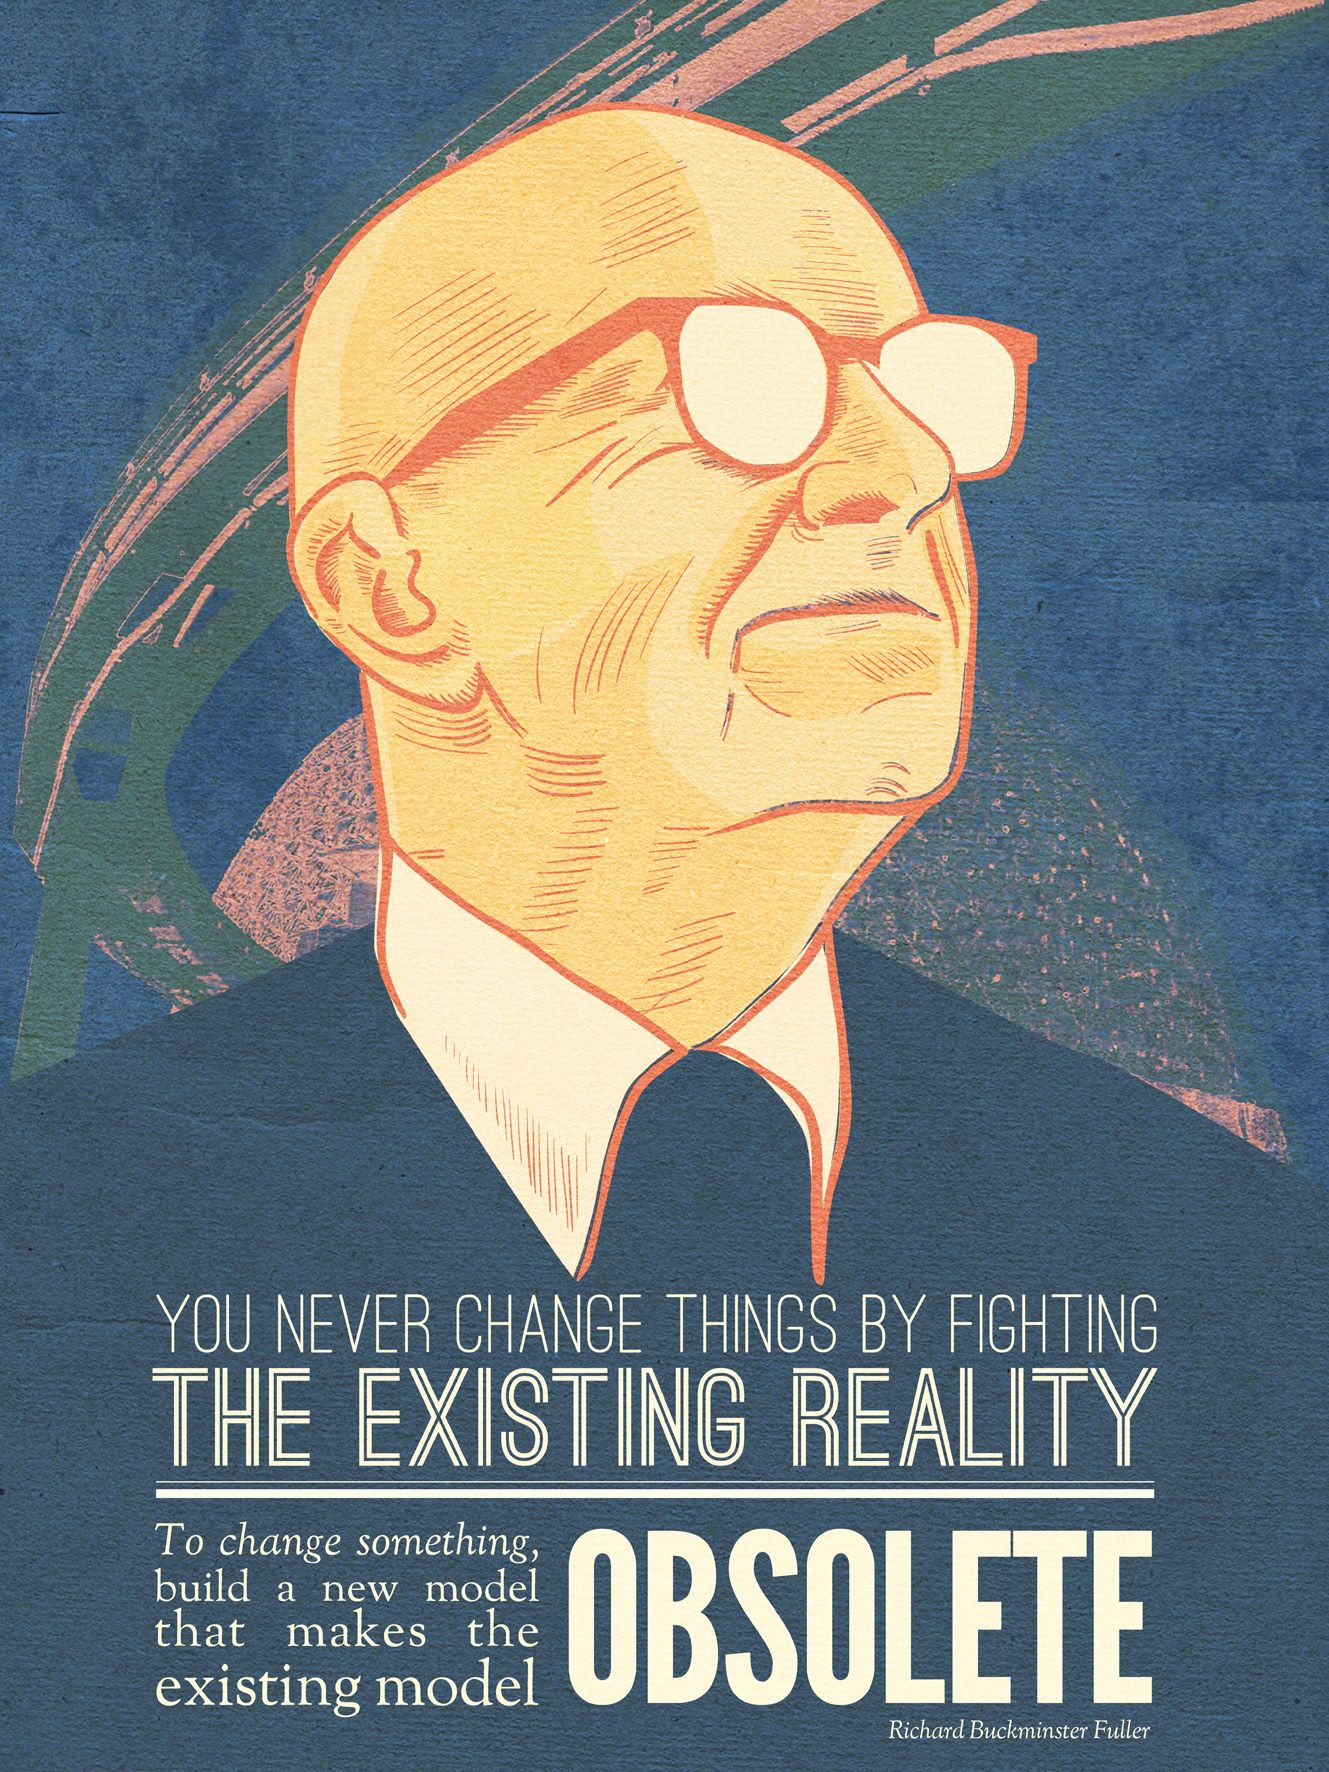 YOU NEVER CHANGE THINGS BY FIGHTING
THE EXISTING REALITY
To change something,
build a new model
that makes the
existing model
OBSOLETE
Richard Buckminster Fuller